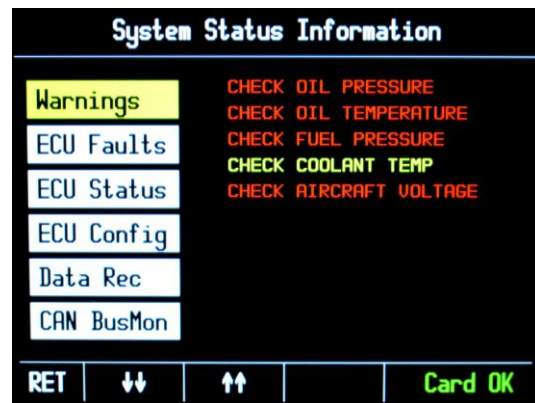 System Status Information
Warnings
ECU Faults
ECU Status
ECU Config
Data Rec
CAN BusMon
CHECK OIL PRESSURE
CHECK OIL TEMPERATURE
CHECK FUEL PRESSURE
CHECK COOLANT TEMP
CHECK AIRCRAFT VOLTAGE
RET
Card OK